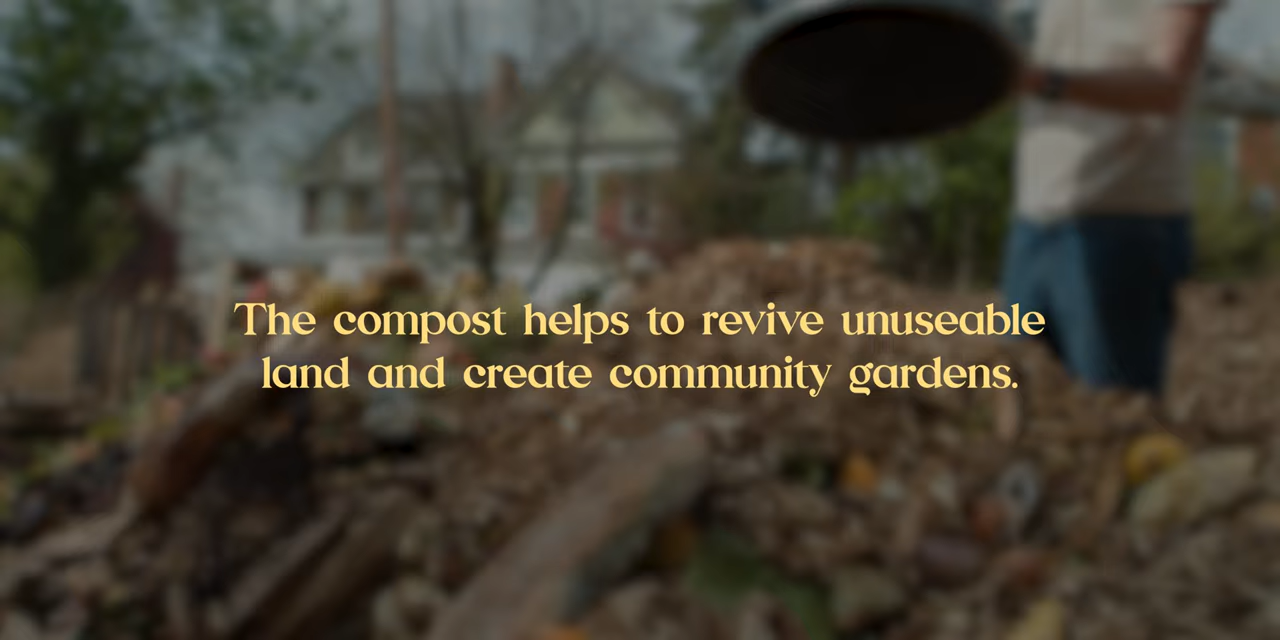 The compost helps to revive unuseable
land and create community gardens.